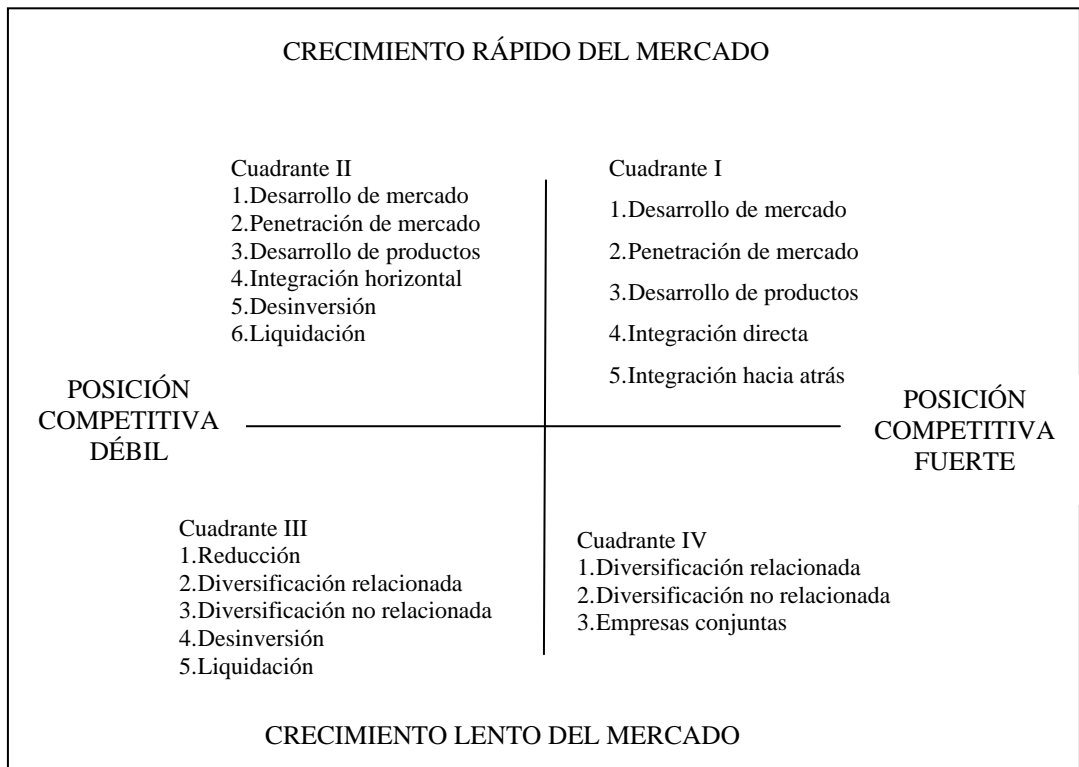 CRECIMIENTO RÁPIDO DEL MERCADO
Cuadrante II
1.Desarrollo de mercado
2.Penetración de mercado
3.Desarrollo de productos
4.Integración horizontal
5.Desinversión
6.Liquidación
Cuadrante I
1.Desarrollo de mercado
2.Penetración de mercado
3.Desarrollo de productos
4.Integración directa
5.Integración hacia atrás
POSICIÓN
COMPETITIVA
DÉBIL
POSICIÓN
COMPETITIVA
FUERTE
Cuadrante III
1.Reducción
2.Diversificación relacionada
3.Diversificación no relacionada
4.Desinversión
5.Liquidación
Cuadrante IV
1.Diversificación relacionada
2.Diversificación no relacionada
3.Empresas conjuntas
CRECIMIENTO LENTO DEL MERCADO